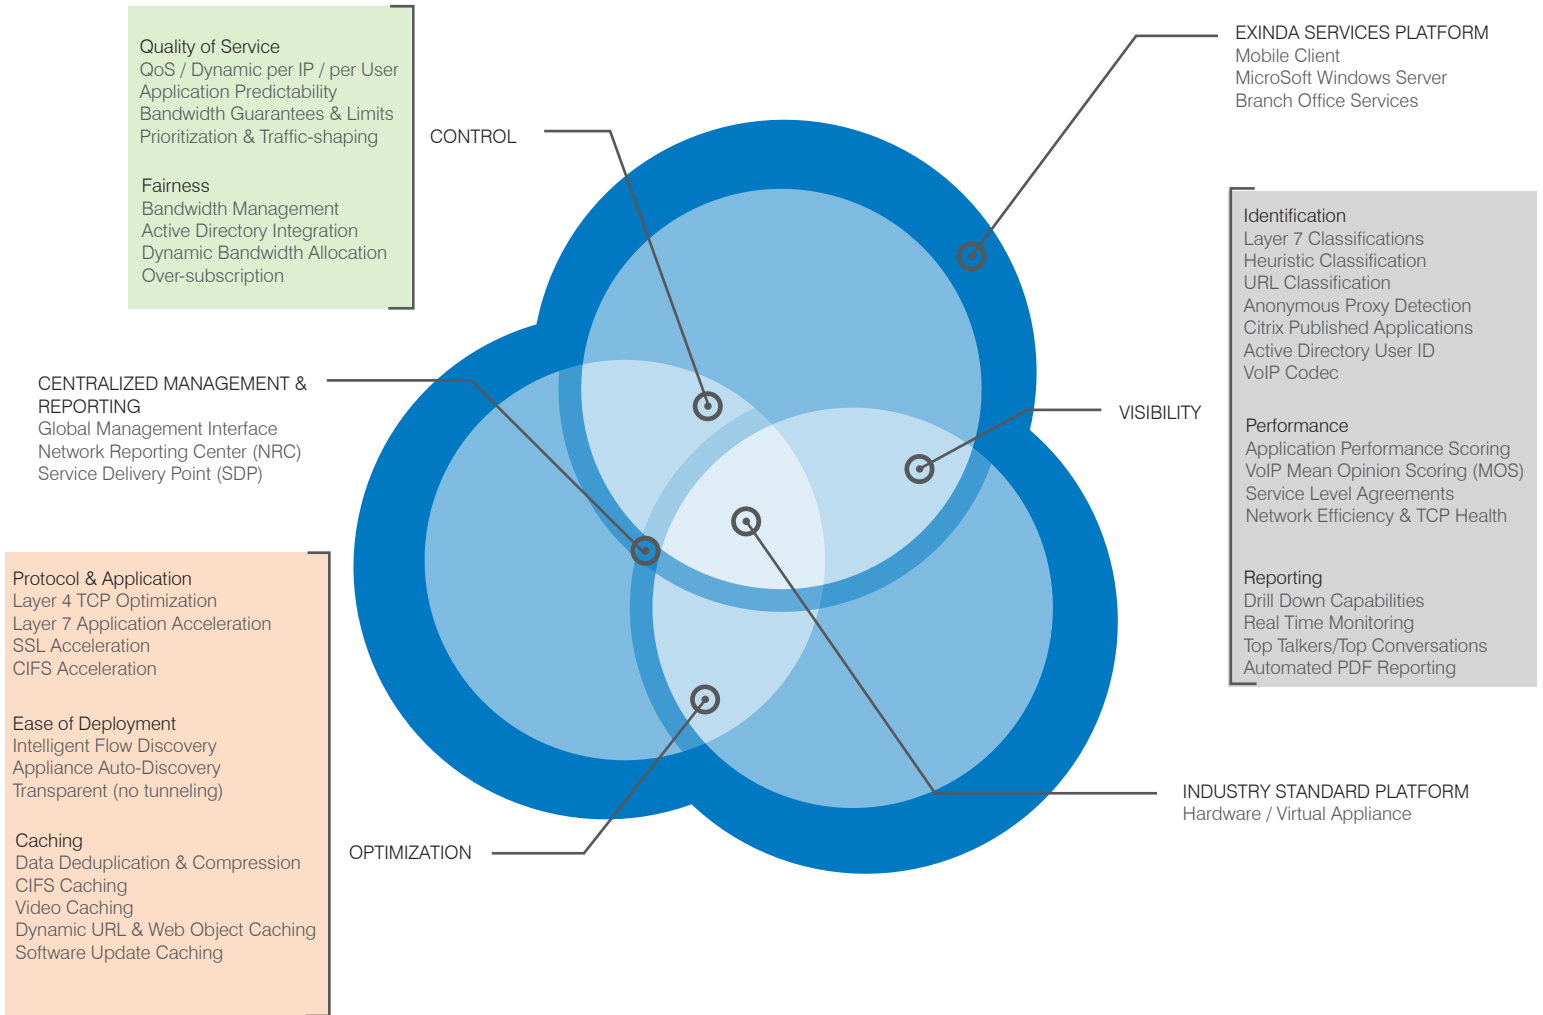 Quality of Service
QoS / Dynamic per IP / per User
Application Predictability
Bandwidth Guarantees & Limits
Prioritization & Traffic-shaping
Fairness
Bandwidth Management
Active Directory Integration
Dynamic Bandwidth Allocation
Over-subscription
CONTROL
EXINDA SERVICES PLATFORM
Mobile Client
MicroSoft Windows Server
Branch Office Services
Identification
Layer 7 Classifications
Heuristic Classification
URL Classification
Anonymous Proxy Detection
Citrix Published Applications
Active Directory User ID
VoIP Codec
Performance
Application Performance Scoring
VoIP Mean Opinion Scoring (MOS)
Service Level Agreements
Network Efficiency & TCP Health
Reporting
Drill Down Capabilities
Real Time Monitoring
Top Talkers/Top Conversations
Automated PDF Reporting
VISIBILITY
CENTRALIZED MANAGEMENT &
REPORTING
Global Management Interface
Network Reporting Center (NRC)
Service Delivery Point (SDP)
Protocol & Application
Layer 4 TCP Optimization
Layer 7 Application Acceleration
SSL Acceleration
CIFS Acceleration
Ease of Deployment
Intelligent Flow Discovery
Appliance Auto-Discovery
Transparent (no tunneling)
Caching
Data Deduplication & Compression
CIFS Caching
Video Caching
Dynamic URL & Web Object Caching
Software Update Caching
OPTIMIZATION
INDUSTRY STANDARD PLATFORM
Hardware / Virtual Appliance